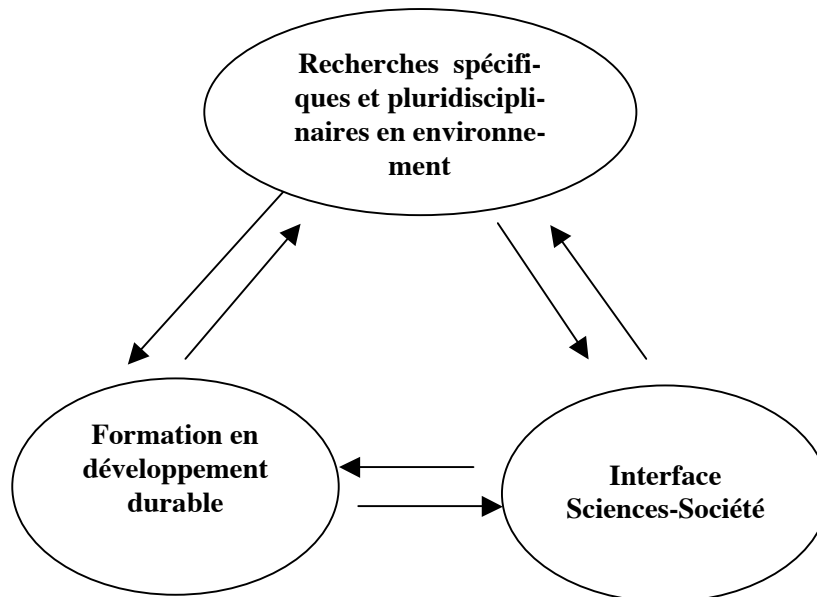 Recherches spécifi-
ques et pluridiscipli-
naires en environne-
ment
Formation en
développement
durable
Interface
Sciences-Société